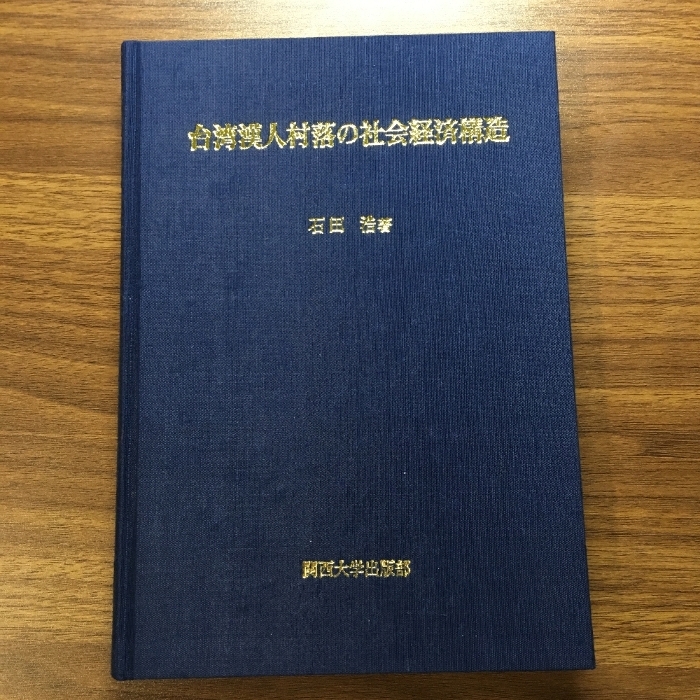 台湾漢人村落の社会経済構造
石田 浩著
関西大学出版部